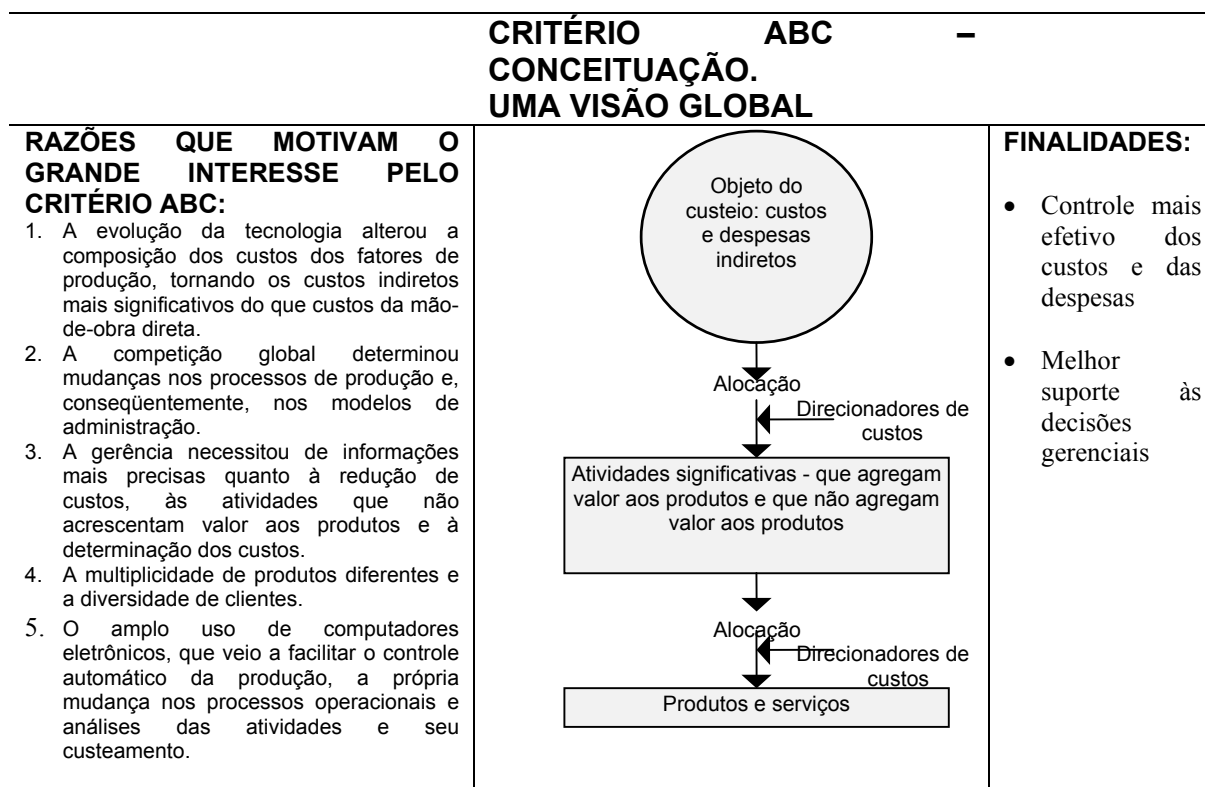 CRITÉRIO ABC –
CONCEITUAÇÃO.
UMA VISÃO GLOBAL
RAZÕES QUE MOTIVAM O
GRANDE INTERESSE PELO
CRITÉRIO ABC:
1. A evolução da tecnologia alterou a
composição dos custos dos fatores de
produção, tornando os custos indiretos
mais significativos do que custos da mão-
de-obra direta.
2. A competição global determinou
mudanças nos processos de produção e,
conseqüentemente, nos modelos de
administração.
3. A gerência necessitou de informações
mais precisas quanto à redução de
custos, às atividades que não
acrescentam valor aos produtos e à
determinação dos custos.
4. A multiplicidade de produtos diferentes e
a diversidade de clientes.
5. O amplo uso de computadores
eletrônicos, que veio a facilitar o controle
automático da produção, a própria
mudança nos processos operacionais e
análises das atividades e seu
custeamento.
Objeto do
custeio: custos
e despesas
indiretos
Alocação
Direcionadores de
custos
Atividades significativas - que agregam
valor aos produtos e que não agregam
valor aos produtos
Alocação
Direcionadores de
custos
Produtos e serviços
FINALIDADES:
• Controle mais
efetivo dos
custos e das
despesas
• Melhor
suporte às
decisões
gerenciais